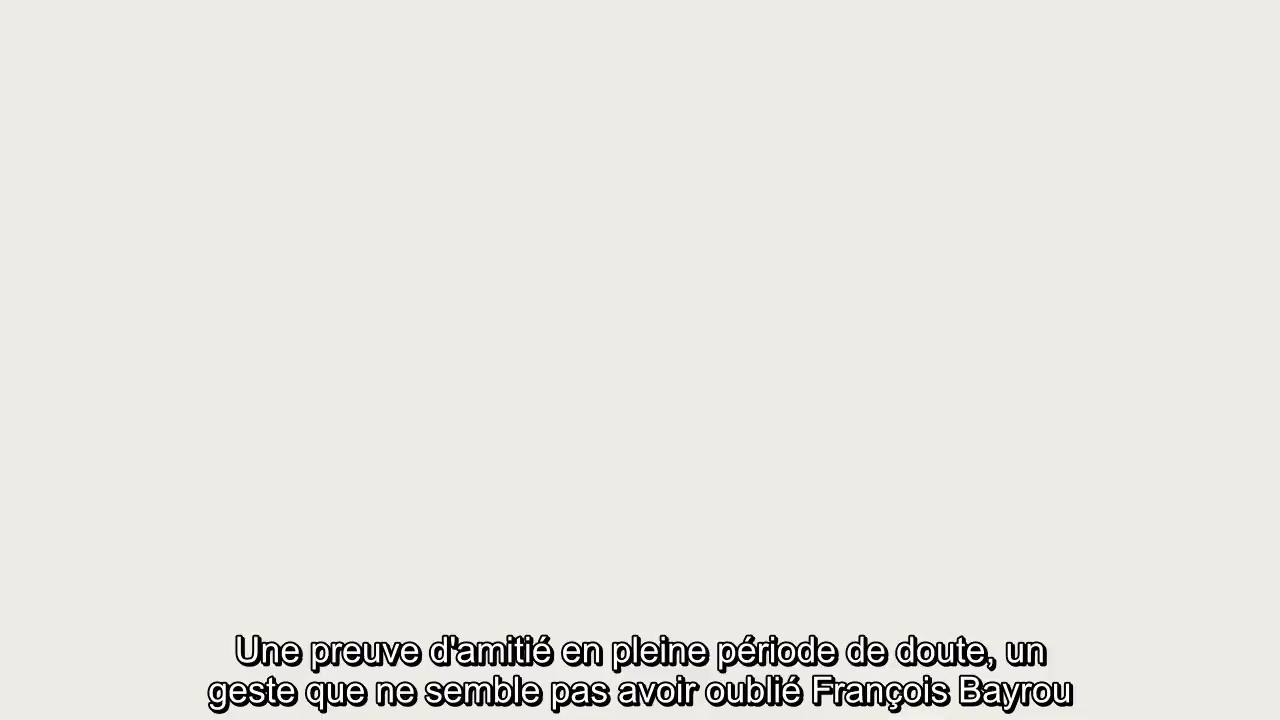 Une preuve d'amitié en pleine période de doute, un
geste que ne semble pas avoir oublié François Bayrou